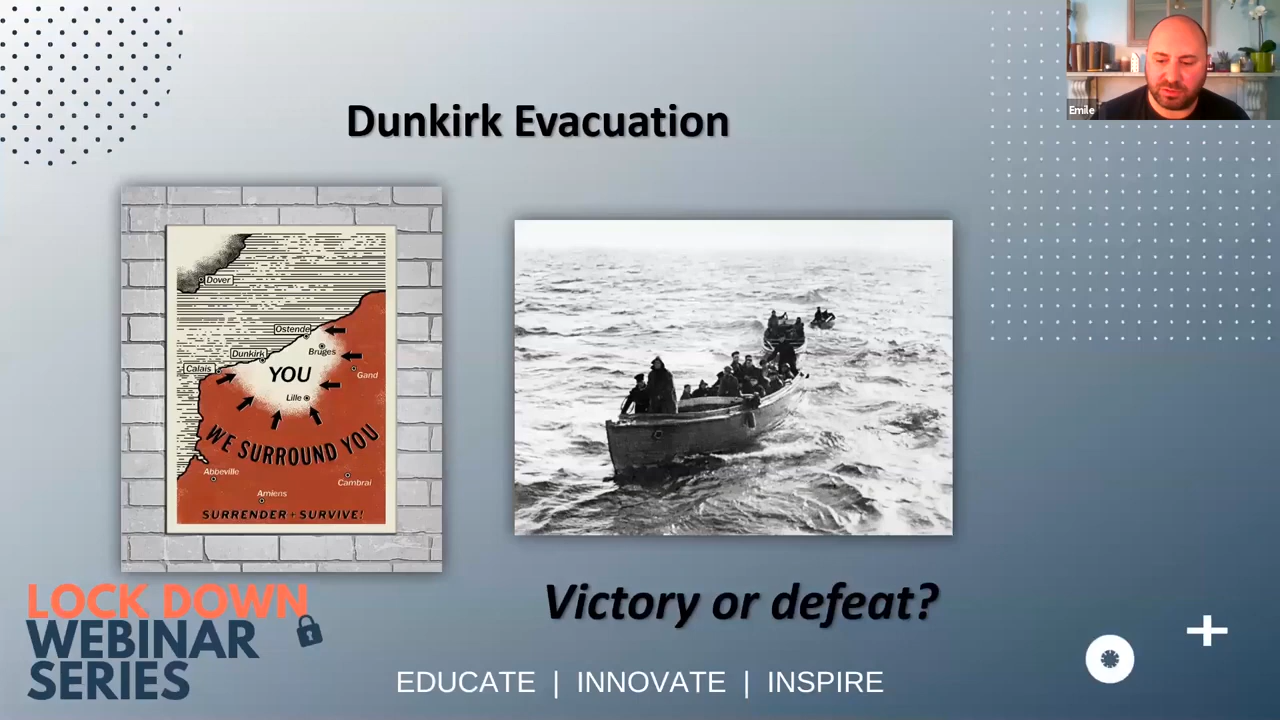 Emile
Dunkirk Evacuation
Dover
Ostende
Dunkirk
Bruges
Calais
YOU
Gand
Lille
WE SURROUND YOU
Abbeville
Cambrai
Amiens
SURRENDER + SURVIVE!
Victory or defeat?
LOCK DOWN
WEBINAR
SERIES
EDUCATE | INNOVATE | INSPIRE